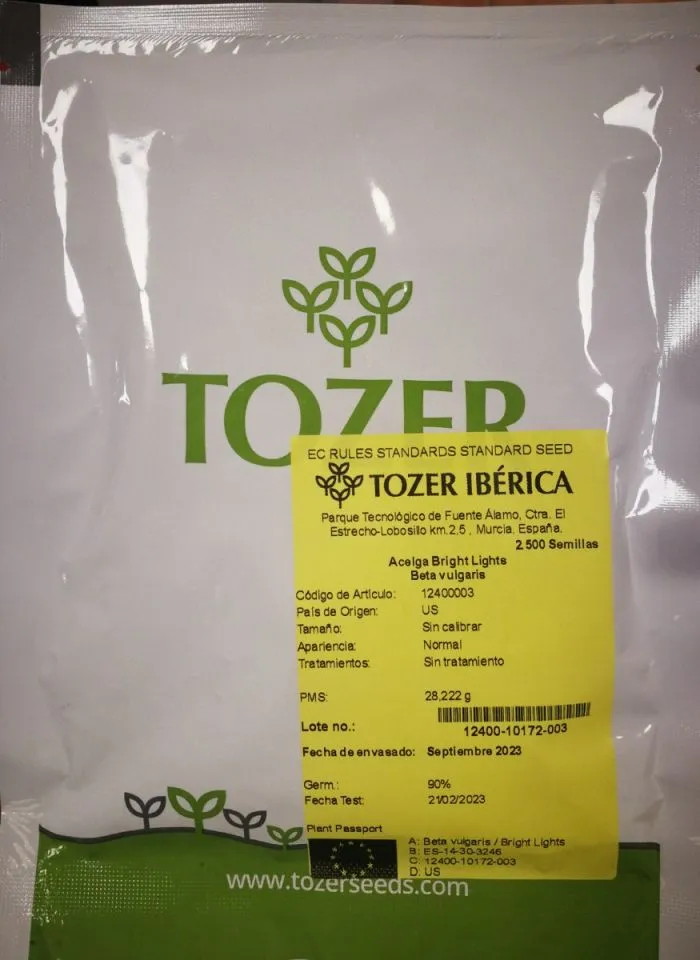 TOZER
EC RULES STANDARDS STANDARD SEED
TOZER IBÉRICA
Parque Tecnológico de Fuente Álamo, Ctra. El
Estrecho-Lobosillo km.2,5 , Murcia, España.
2.500 Semillas
Acelga Bright Lights
Beta vulgaris
Código de Artículo: 12400003
País de Origen: US
Tamaño: Sin calibrar
Apariencia: Normal
Tratamientos: Sin tratamiento
PMS: 28,222 g
Lote no.: 12400-10172-003
Fecha de envasado: Septiembre 2023
Germ.: 90%
Fecha Test: 21/02/2023
Plant Passport
A: Beta vulgaris / Bright Lights
B: ES-14-30-3246
C: 12400-10172-003
D: US
www.tozerseeds.com